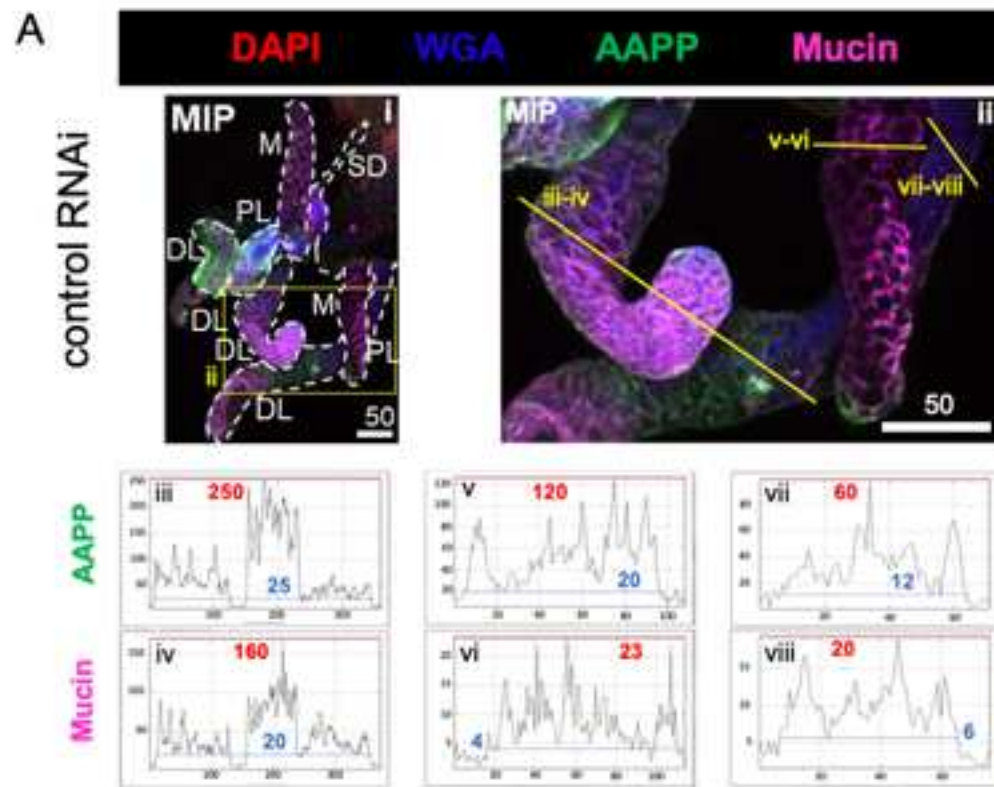 A
DAPI WGA AAPP Mucin
control RNAi
MIP i
M
SD
PL
DL
DL
M
DL
PL
ii
DL
50
MIP ii
v-vi
iii-iv
vii-viii
50
AAPP
iii 250
25
v 120
20
vii 60
12
Mucin
iv 160
20
vi 23
4
viii 20
6